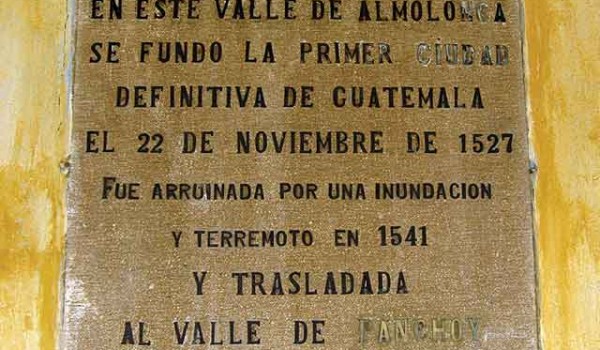 EN ESTE VALLE DE ALMOLONCA
SE FUNDO LA PRIMER CIUDAD
DEFINITIVA DE GUATEMALA
EL 22 DE NOVIEMBRE DE 1527
FUE ARRUINADA POR UNA INUNDACION
Y TERREMOTO EN 1541
Y TRASLADADA
AL VALLE DE PANCHOY